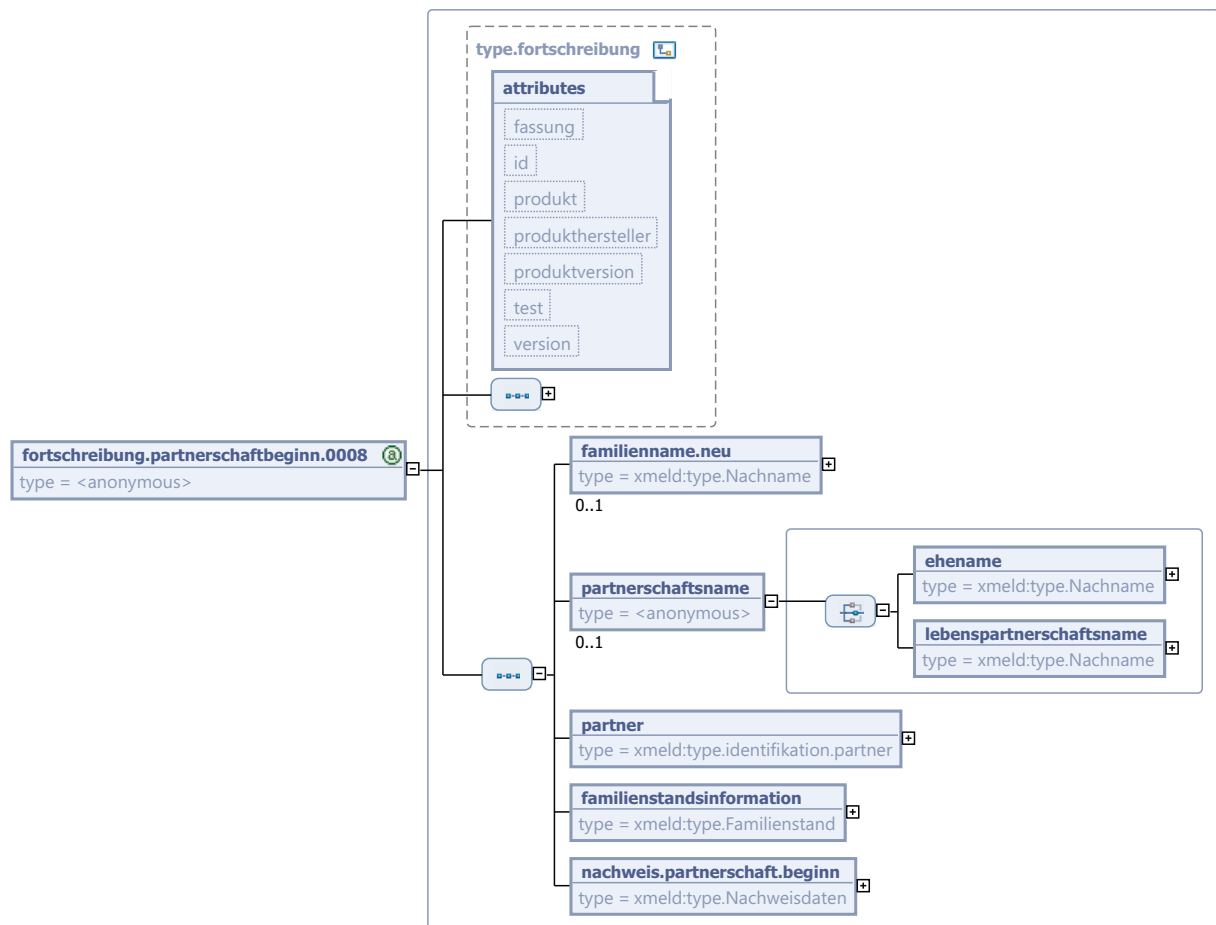 type.fortschreibung
attributes
fassung
id
produkt
produkthersteller
produktversion
test
version
fortschreibung.partnerschaftbeginn.0008
type = <anonymous>
familienname.neu
type = xmeld:type.Nachname
0..1
partnerschaftsname
type = <anonymous>
0..1
ehename
type = xmeld:type.Nachname
lebenspartnerschaftsname
type = xmeld:type.Nachname
partner
type = xmeld:type.identifikation.partner
familienstandsinformation
type = xmeld:type.Familienstand
nachweis.partnerschaft.beginn
type = xmeld:type.Nachweisdaten